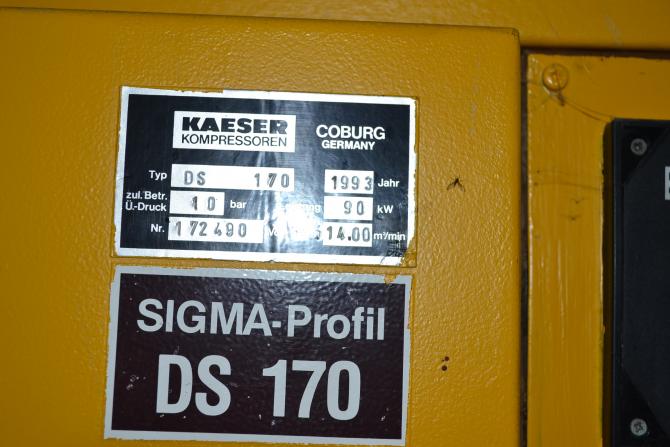 KAESER
KOMPRESSOREN
COBURG
GERMANY
Typ DS 170 1993 Jahr
zul. Betr.
Ü.-Druck 10 bar 90 kW
Nr. 172490 14.00 m³/min
SIGMA-Profil
DS 170